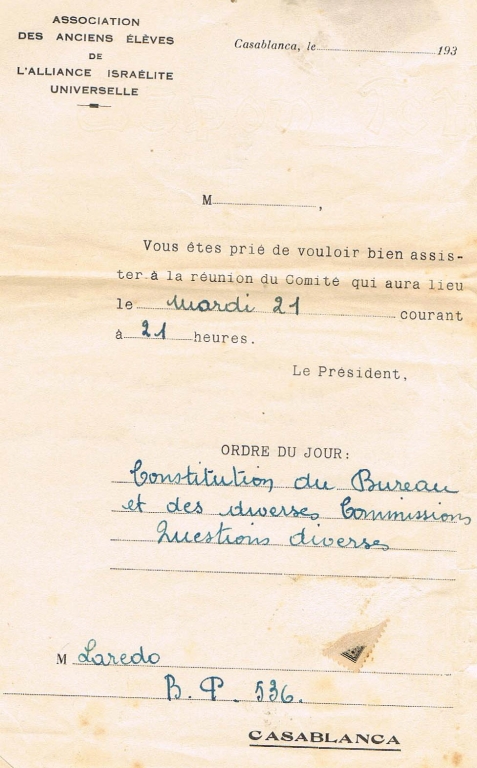 ASSOCIATION
DES ANCIENS ÉLÈVES
DE
L'ALLIANCE ISRAÉLITE
UNIVERSELLE
Casablanca, le 193
M ,
Vous êtes prié de vouloir bien assis-
ter à la réunion du Comité qui aura lieu
le mardi 21 courant
à 21 heures.
Le Président,
ORDRE DU JOUR:
Constitution du Bureau
et des diverses Commissions
Questions diverses
M Laredo
B. P. 536.
CASABLANCA